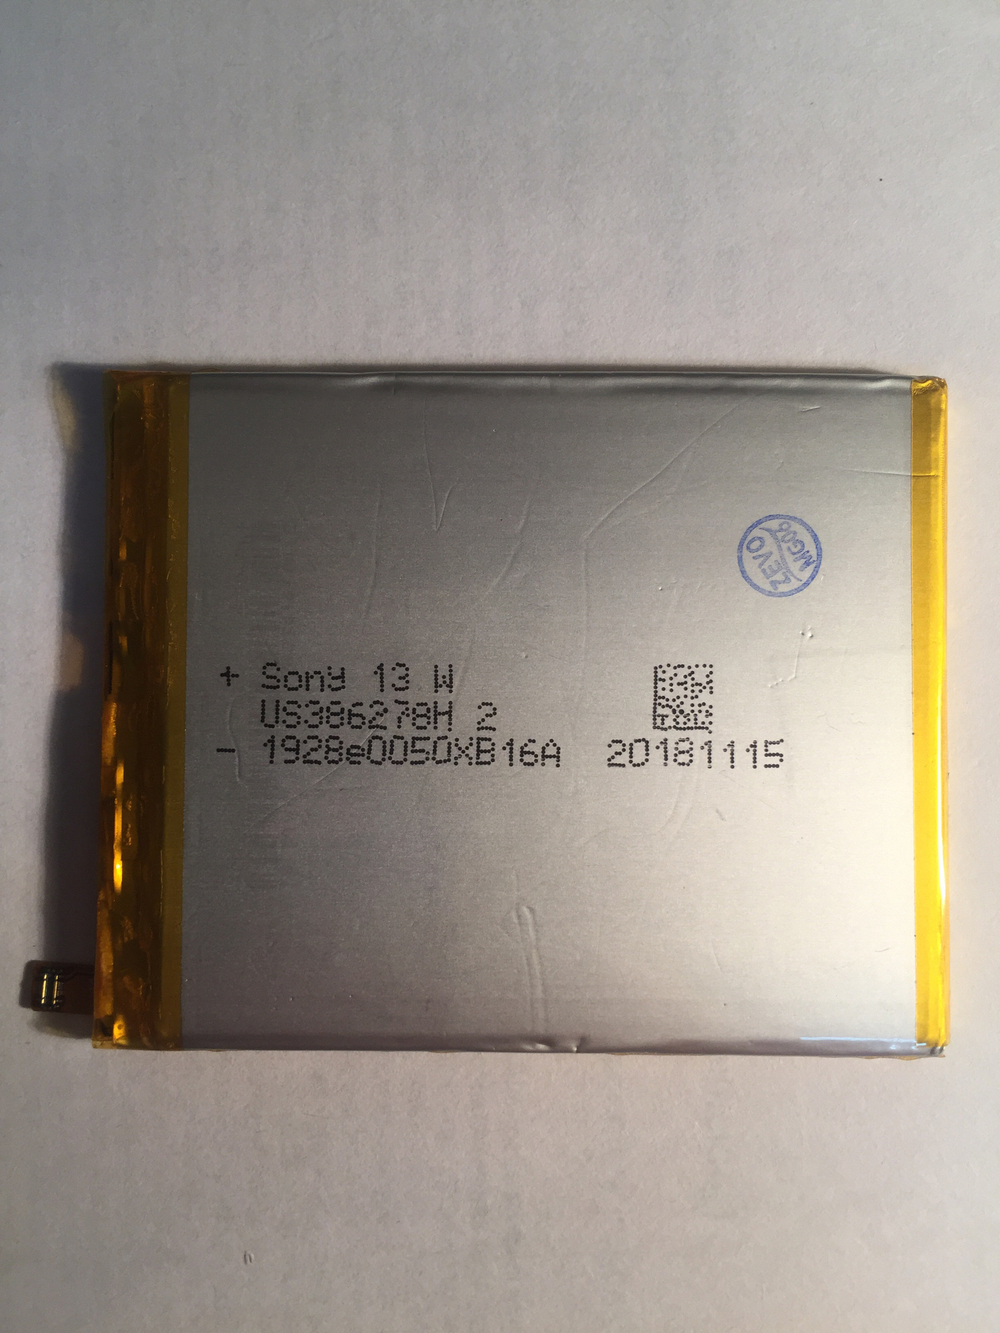 ZEVO
MG06
+ Sony 13 W
US386278H 2
- 1928e0050XB16A 20181115